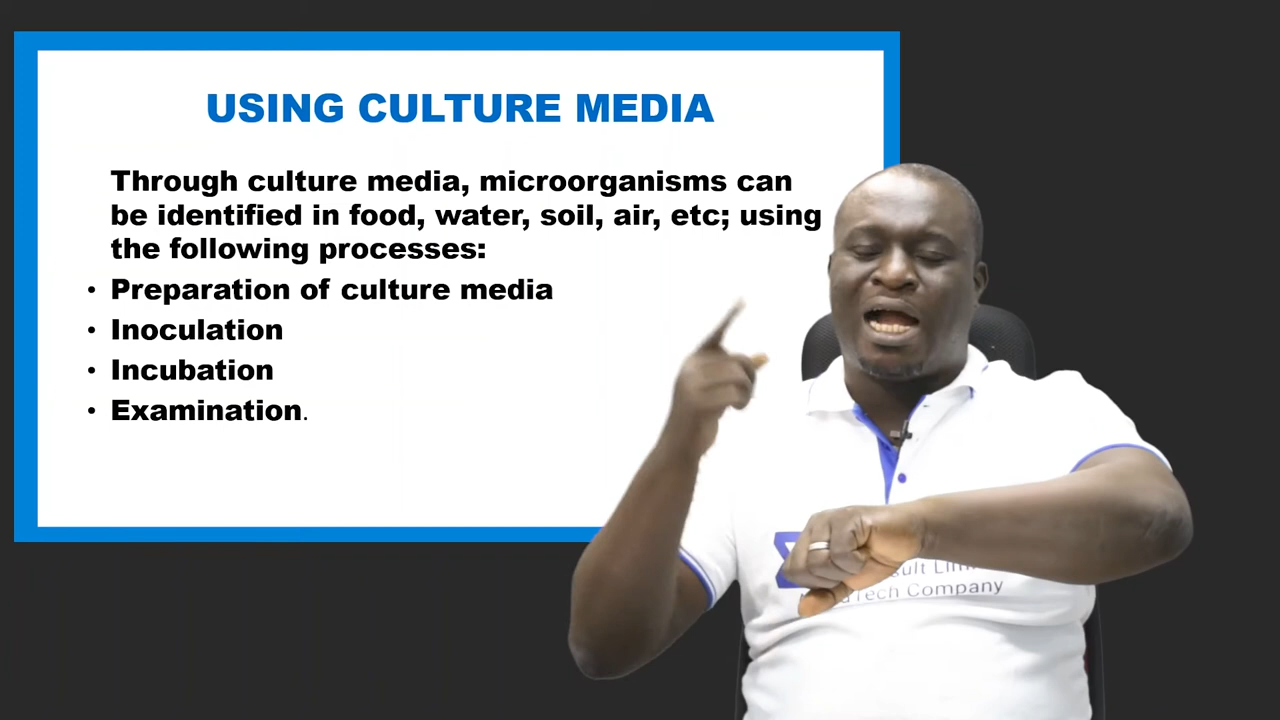 USING CULTURE MEDIA
Through culture media, microorganisms can
be identified in food, water, soil, air, etc; using
the following processes:
• Preparation of culture media
• Inoculation
• Incubation
• Examination.
Company